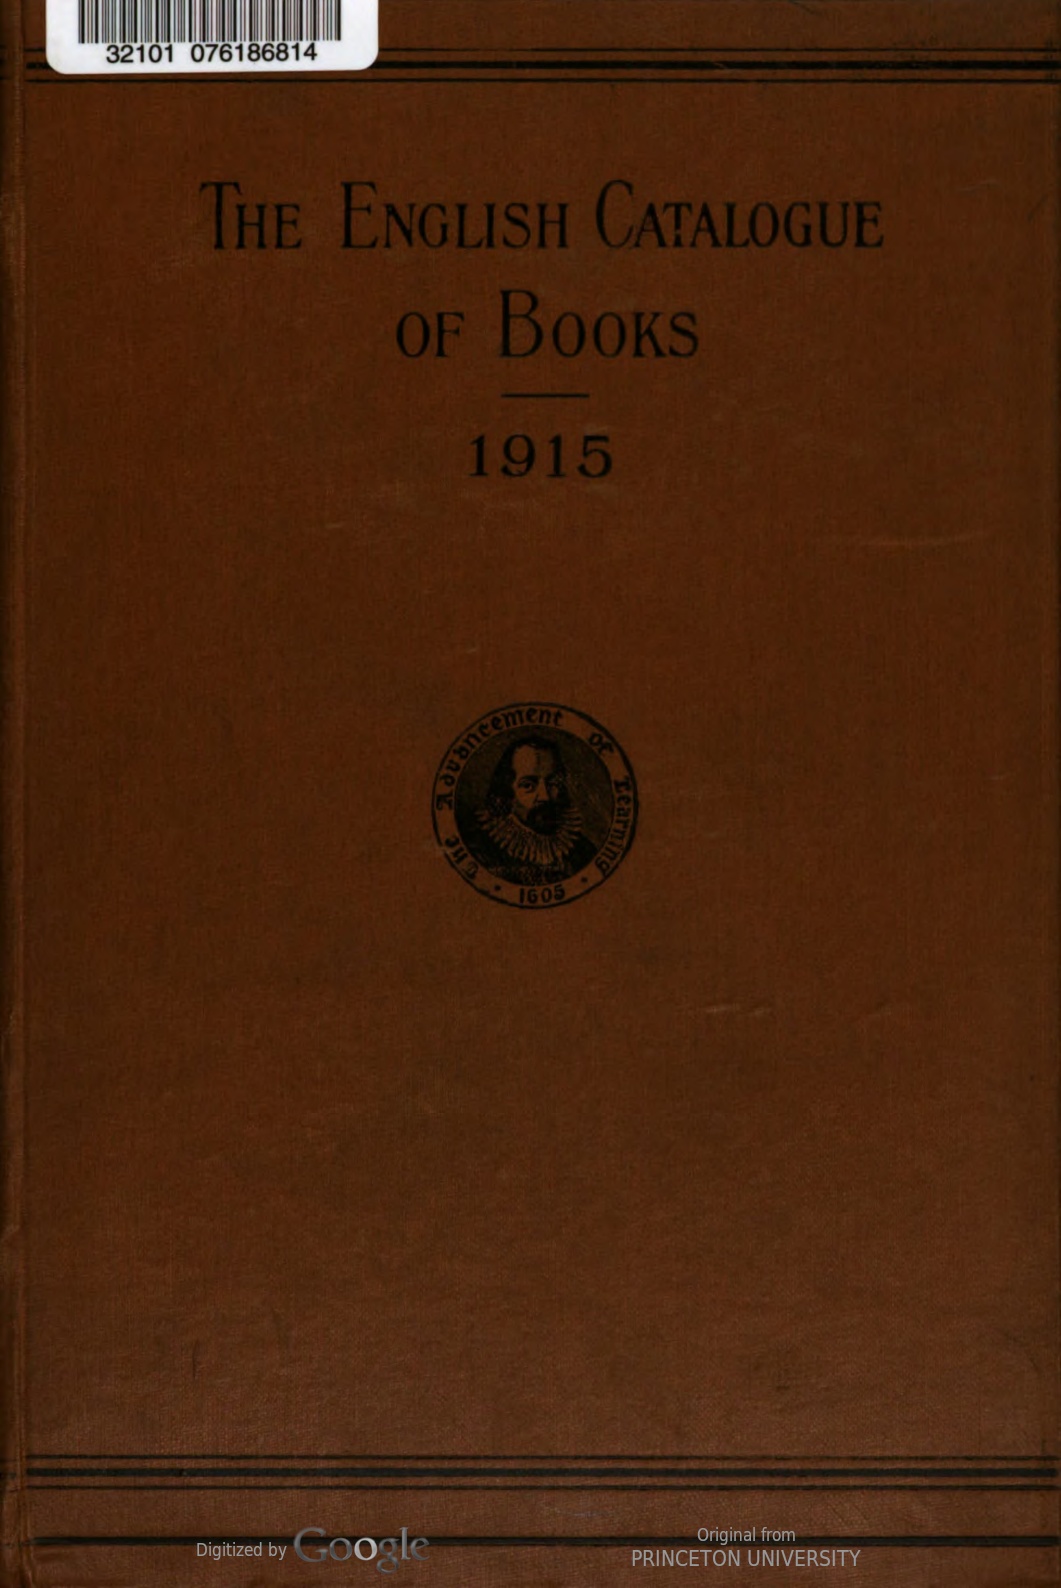 32101 076186814
THE ENGLISH CATALOGUE
OF BOOKS
1915
The Advancement of Learning
· 1605 ·
Digitized by Google
Original from
PRINCETON UNIVERSITY